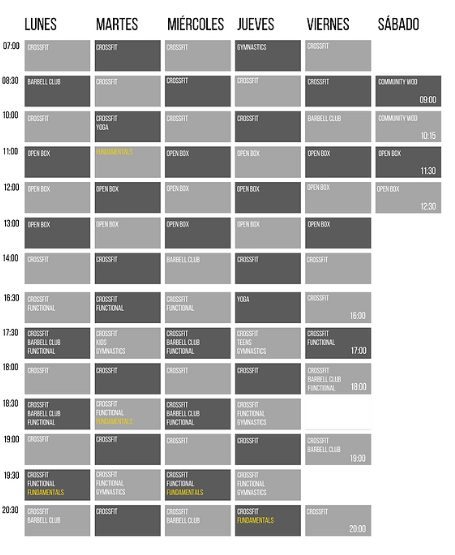 LUNES MARTES MIÉRCOLES JUEVES VIERNES SÁBADO
07:00 CROSSFIT CROSSFIT CROSSFIT GYMNASTICS CROSSFIT
08:30 BARBELL CLUB CROSSFIT CROSSFIT CROSSFIT CROSSFIT COMMUNITY WOD
09:00
10:00 CROSSFIT CROSSFIT CROSSFIT CROSSFIT BARBELL CLUB COMMUNITY WOD
YOGA
10:15
11:00 OPEN BOX FUNDAMENTALS OPEN BOX OPEN BOX OPEN BOX OPEN BOX
11:30
12:00 OPEN BOX OPEN BOX OPEN BOX OPEN BOX OPEN BOX OPEN BOX
12:30
13:00 OPEN BOX OPEN BOX OPEN BOX OPEN BOX OPEN BOX
14:00 CROSSFIT CROSSFIT BARBELL CLUB CROSSFIT CROSSFIT
16:30 CROSSFIT CROSSFIT CROSSFIT YOGA CROSSFIT
FUNCTIONAL FUNCTIONAL FUNCTIONAL
16:00
17:30 CROSSFIT CROSSFIT CROSSFIT CROSSFIT CROSSFIT
BARBELL CLUB KIDS BARBELL CLUB TEENS FUNCTIONAL
FUNCTIONAL GYMNASTICS FUNCTIONAL GYMNASTICS 17:00
18:00 CROSSFIT CROSSFIT CROSSFIT CROSSFIT CROSSFIT
BARBELL CLUB
FUNCTIONAL 18:00
18:30 CROSSFIT CROSSFIT CROSSFIT CROSSFIT
BARBELL CLUB FUNCTIONAL BARBELL CLUB FUNCTIONAL
FUNCTIONAL FUNDAMENTALS FUNCTIONAL GYMNASTICS
19:00 CROSSFIT CROSSFIT CROSSFIT CROSSFIT CROSSFIT
BARBELL CLUB
19:00
19:30 CROSSFIT CROSSFIT CROSSFIT CROSSFIT
FUNCTIONAL FUNCTIONAL FUNCTIONAL FUNCTIONAL
FUNDAMENTALS GYMNASTICS FUNDAMENTALS GYMNASTICS
20:30 CROSSFIT CROSSFIT CROSSFIT CROSSFIT CROSSFIT
BARBELL CLUB BARBELL CLUB FUNDAMENTALS
20:00